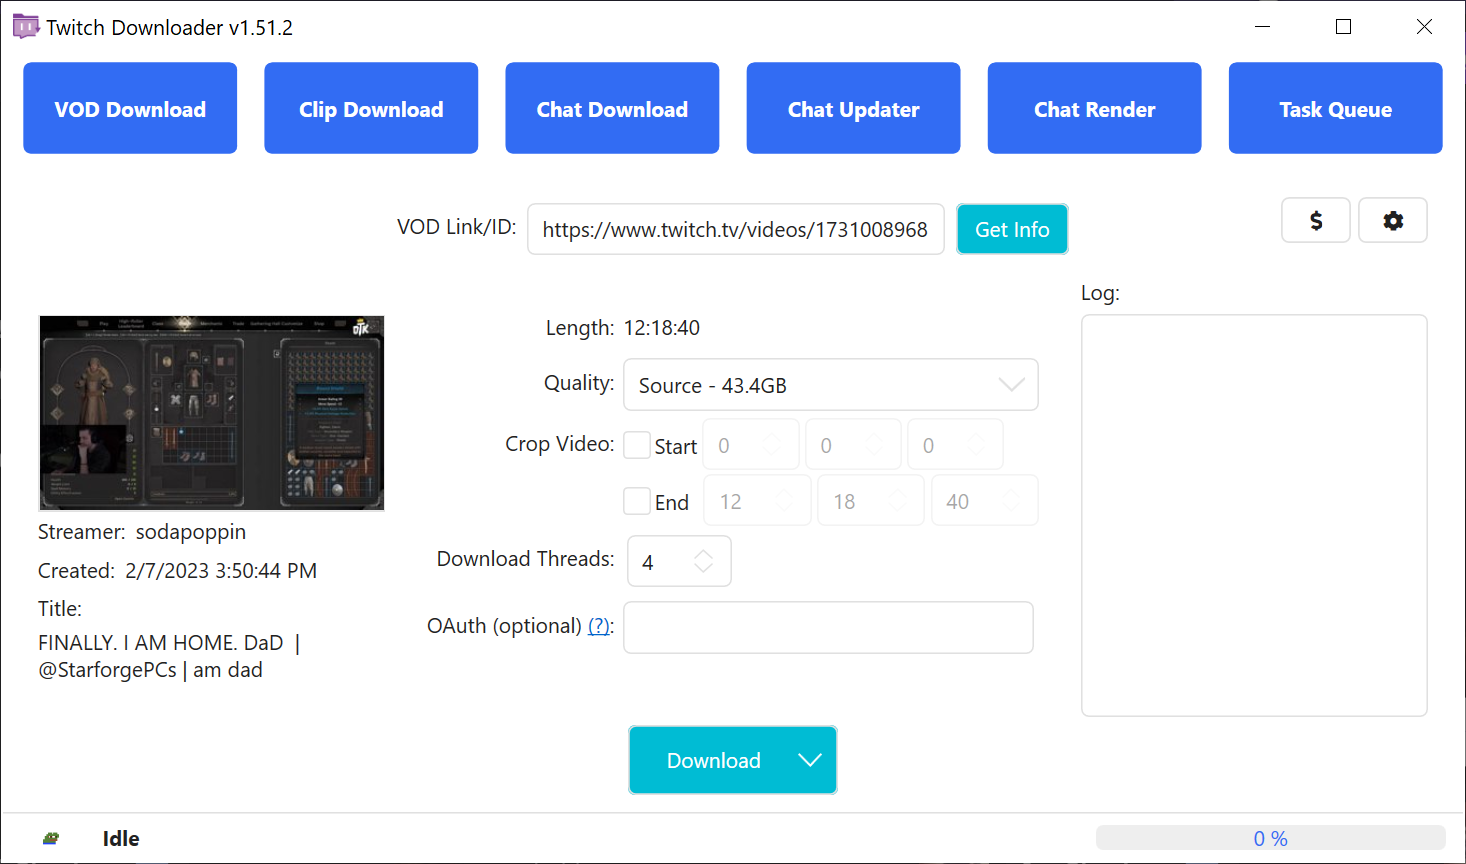 Twitch Downloader v1.51.2
VOD Download
Clip Download
Chat Download
Chat Updater
Chat Render
Task Queue
VOD Link/ID:
https://www.twitch.tv/videos/1731008968
Get Info
$
Log:
Length: 12:18:40
Quality: Source - 43.4GB
Crop Video: Start 0 0 0
End 12 18 40
Download Threads: 4
OAuth (optional) (?):
DTK
Streamer: sodapoppin
Created: 2/7/2023 3:50:44 PM
Title:
FINALLY. I AM HOME. DaD |
@StarforgePCs | am dad
Download
Idle
0 %